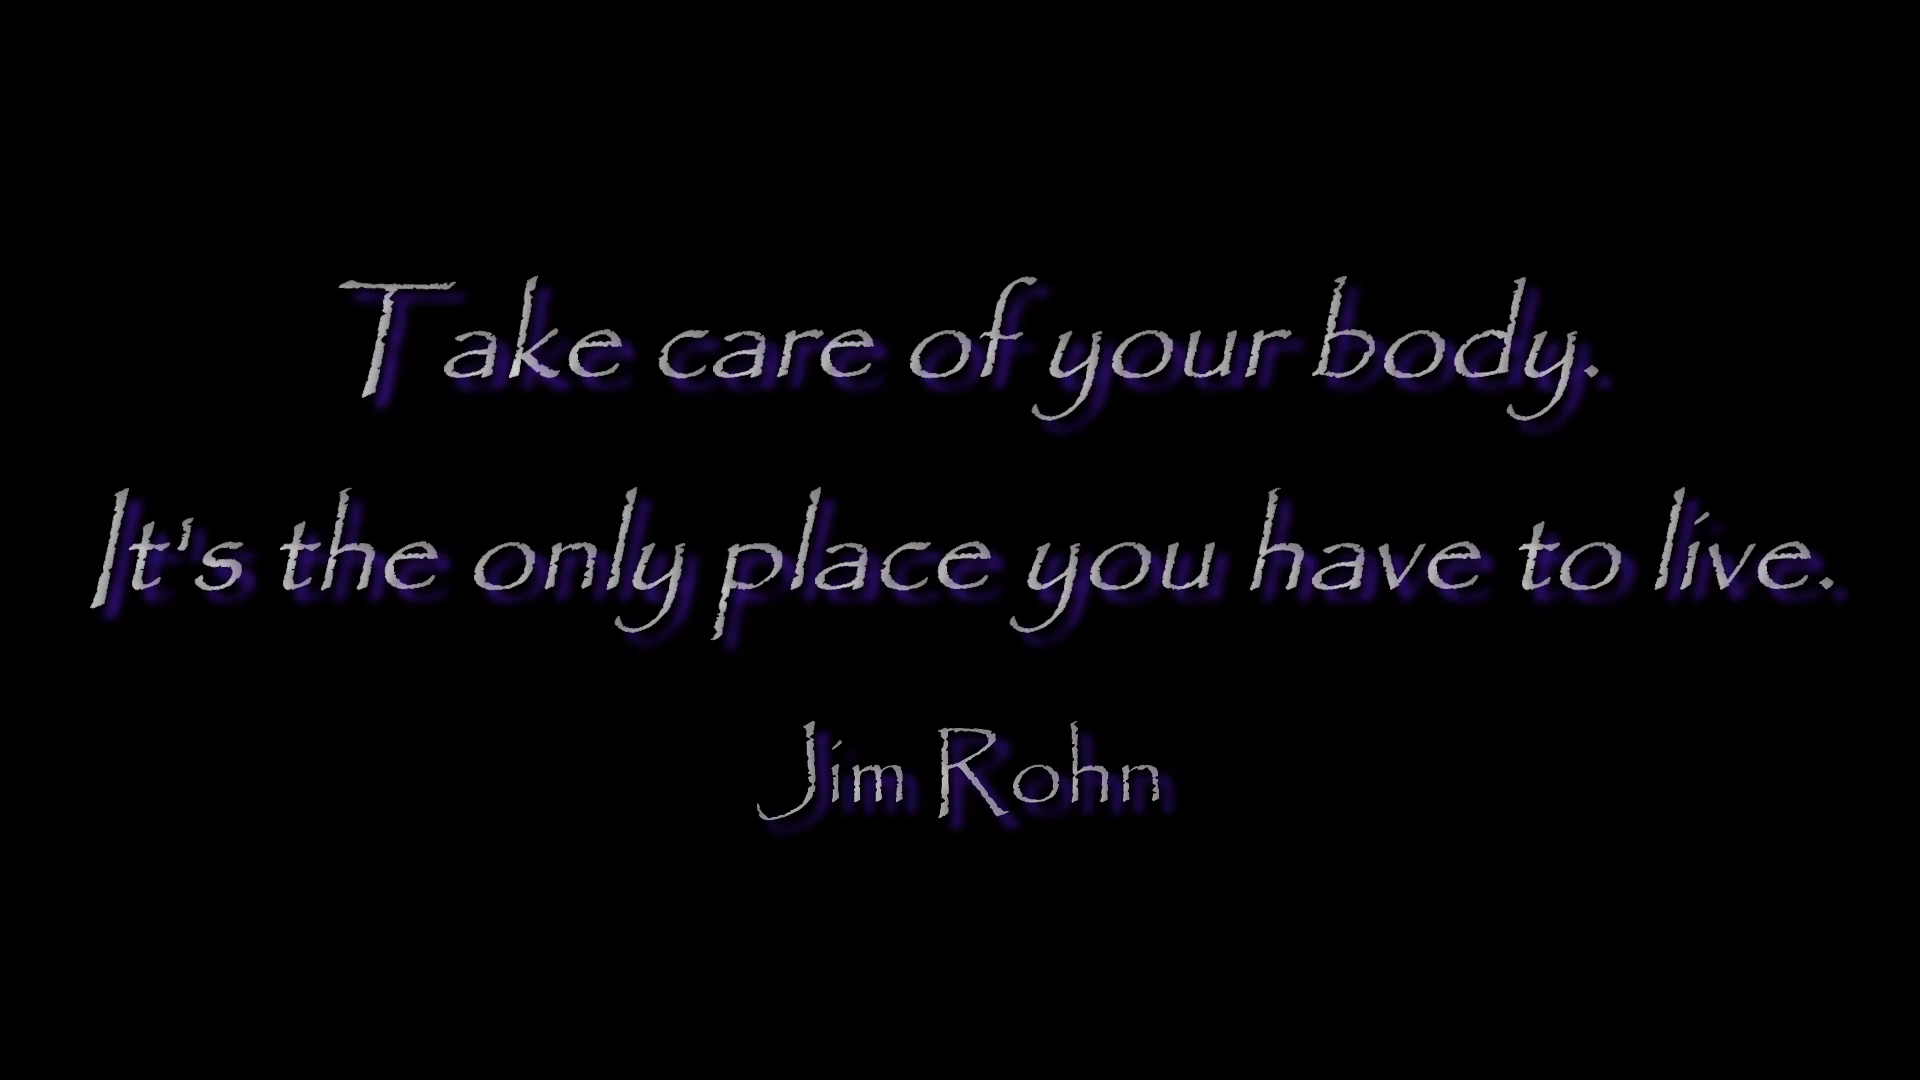 Take care of your body.
It's the only place you have to live.
Jim Rohn